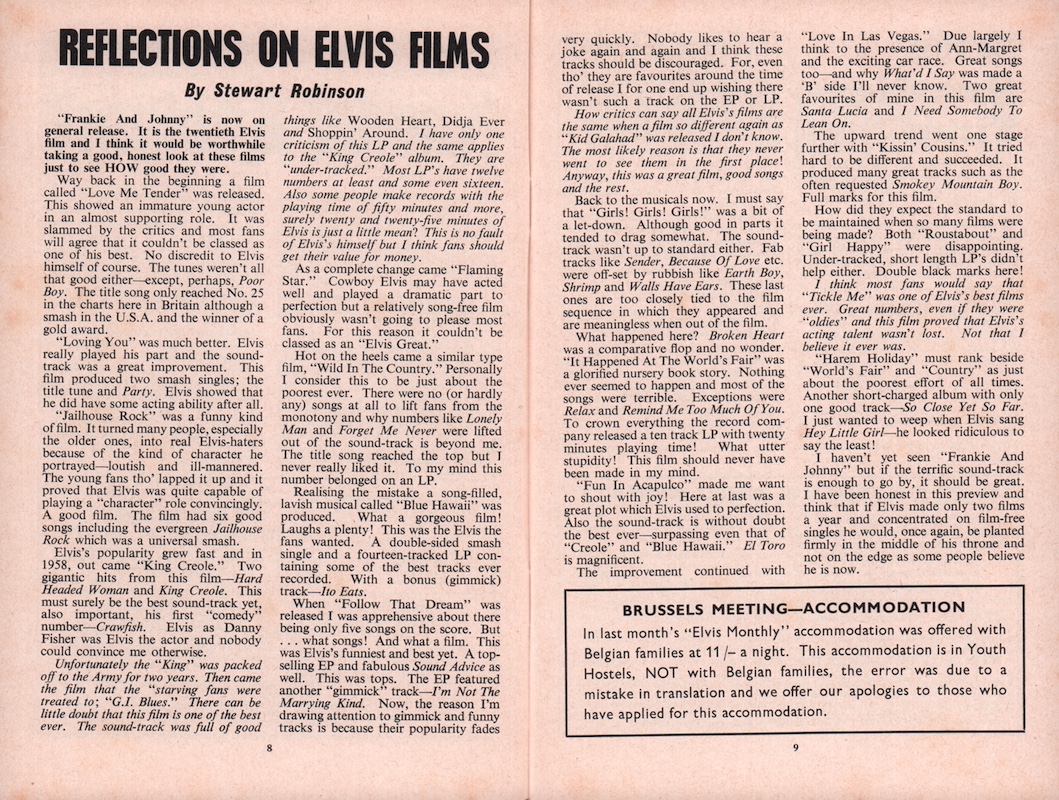 REFLECTIONS ON ELVIS FILMS
By Stewart Robinson
"Frankie And Johnny" is now on
general release. It is the twentieth Elvis
film and I think it would be worthwhile
taking a good, honest look at these films
just to see HOW good they were.
Way back in the beginning a film
called "Love Me Tender" was released.
This showed an immature young actor
in an almost supporting role. It was
slammed by the critics and most fans
will agree that it couldn't be classed as
one of his best. No discredit to Elvis
himself of course. The tunes weren't all
that good either—except, perhaps, Poor
Boy. The title song only reached No. 25
in the charts here in Britain although a
smash in the U.S.A. and the winner of a
gold award.
"Loving You" was much better. Elvis
really played his part and the sound-
track was a great improvement. This
film produced two smash singles; the
title tune and Party. Elvis showed that
he did have some acting ability after all.
"Jailhouse Rock" was a funny kind
of film. It turned many people, especially
the older ones, into real Elvis-haters
because of the kind of character he
portrayed—loutish and ill-mannered.
The young fans tho' lapped it up and it
proved that Elvis was quite capable of
playing a "character" role convincingly.
A good film. The film had six good
songs including the evergreen Jailhouse
Rock which was a universal smash.
Elvis's popularity grew fast and in
1958, out came "King Creole." Two
gigantic hits from this film—Hard
Headed Woman and King Creole. This
must surely be the best sound-track yet,
also important, his first "comedy"
number—Crawfish. Elvis as Danny
Fisher was Elvis the actor and nobody
could convince me otherwise.
Unfortunately the "King" was packed
off to the Army for two years. Then came
the film that the "starving fans were
treated to; "G.I. Blues." There can be
little doubt that this film is one of the best
ever. The sound-track was full of good
things like Wooden Heart, Didja Ever
and Shoppin' Around. I have only one
criticism of this LP and the same applies
to the "King Creole" album. They are
"under-tracked." Most LP's have twelve
numbers at least and some even sixteen.
Also some people make records with the
playing time of fifty minutes and more,
surely twenty and twenty-five minutes of
Elvis is just a little mean? This is no fault
of Elvis's himself but I think fans should
get their value for money.
As a complete change came "Flaming
Star." Cowboy Elvis may have acted
well and played a dramatic part to
perfection but a relatively song-free film
obviously wasn't going to please most
fans. For this reason it couldn't be
classed as an "Elvis Great."
Hot on the heels came a similar type
film, "Wild In The Country." Personally
I consider this to be just about the
poorest ever. There were no (or hardly
any) songs at all to lift fans from the
monotony and why numbers like Lonely
Man and Forget Me Never were lifted
out of the sound-track is beyond me.
The title song reached the top but I
never really liked it. To my mind this
number belonged on an LP.
Realising the mistake a song-filled,
lavish musical called "Blue Hawaii" was
produced. What a gorgeous film!
Laughs a plenty! This was the Elvis the
fans wanted. A double-sided smash
single and a fourteen-tracked LP con-
taining some of the best tracks ever
recorded. With a bonus (gimmick)
track—Ito Eats.
When "Follow That Dream" was
released I was apprehensive about there
being only five songs on the score. But
. . . what songs! And what a film. This
was Elvis's funniest and best yet. A top-
selling EP and fabulous Sound Advice as
well. This was tops. The EP featured
another "gimmick" track—I'm Not The
Marrying Kind. Now, the reason I'm
drawing attention to gimmick and funny
tracks is because their popularity fades
8
very quickly. Nobody likes to hear a
joke again and again and I think these
tracks should be discouraged. For, even
tho' they are favourites around the time
of release I for one end up wishing there
wasn't such a track on the EP or LP.
How critics can say all Elvis's films are
the same when a film so different again as
"Kid Galahad" was released I don't know.
The most likely reason is that they never
went to see them in the first place!
Anyway, this was a great film, good songs
and the rest.
Back to the musicals now. I must say
that "Girls! Girls! Girls!" was a bit of
a let-down. Although good in parts it
tended to drag somewhat. The sound-
track wasn't up to standard either. Fab
tracks like Sender, Because Of Love etc.
were off-set by rubbish like Earth Boy,
Shrimp and Walls Have Ears. These last
ones are too closely tied to the film
sequence in which they appeared and
are meaningless when out of the film.
What happened here? Broken Heart
was a comparative flop and no wonder.
"It Happened At The World's Fair" was
a glorified nursery book story. Nothing
ever seemed to happen and most of the
songs were terrible. Exceptions were
Relax and Remind Me Too Much Of You.
To crown everything the record com-
pany released a ten track LP with twenty
minutes playing time! What utter
stupidity! This film should never have
been made in my mind.
"Fun In Acapulco" made me want
to shout with joy! Here at last was a
great plot which Elvis used to perfection.
Also the sound-track is without doubt
the best ever—surpassing even that of
"Creole" and "Blue Hawaii." El Toro
is magnificent.
The improvement continued with
"Love In Las Vegas." Due largely I
think to the presence of Ann-Margret
and the exciting car race. Great songs
too—and why What'd I Say was made a
'B' side I'll never know. Two great
favourites of mine in this film are
Santa Lucia and I Need Somebody To
Lean On.
The upward trend went one stage
further with "Kissin' Cousins." It tried
hard to be different and succeeded. It
produced many great tracks such as the
often requested Smokey Mountain Boy.
Full marks for this film.
How did they expect the standard to
be maintained when so many films were
being made? Both "Roustabout" and
"Girl Happy" were disappointing.
Under-tracked, short length LP's didn't
help either. Double black marks here!
I think most fans would say that
"Tickle Me" was one of Elvis's best films
ever. Great numbers, even if they were
"oldies" and this film proved that Elvis's
acting talent wasn't lost. Not that I
believe it ever was.
"Harem Holiday" must rank beside
"World's Fair" and "Country" as just
about the poorest effort of all times.
Another short-charged album with only
one good track—So Close Yet So Far.
I just wanted to weep when Elvis sang
Hey Little Girl—he looked ridiculous to
say the least!
I haven't yet seen "Frankie And
Johnny" but if the terrific sound-track
is enough to go by, it should be great.
I have been honest in this preview and
think that if Elvis made only two films
a year and concentrated on film-free
singles he would, once again, be planted
firmly in the middle of his throne and
not on the edge as some people believe
he is now.
BRUSSELS MEETING—ACCOMMODATION
In last month's "Elvis Monthly" accommodation was offered with
Belgian families at 11/– a night. This accommodation is in Youth
Hostels, NOT with Belgian families, the error was due to a
mistake in translation and we offer our apologies to those who
have applied for this accommodation.
9